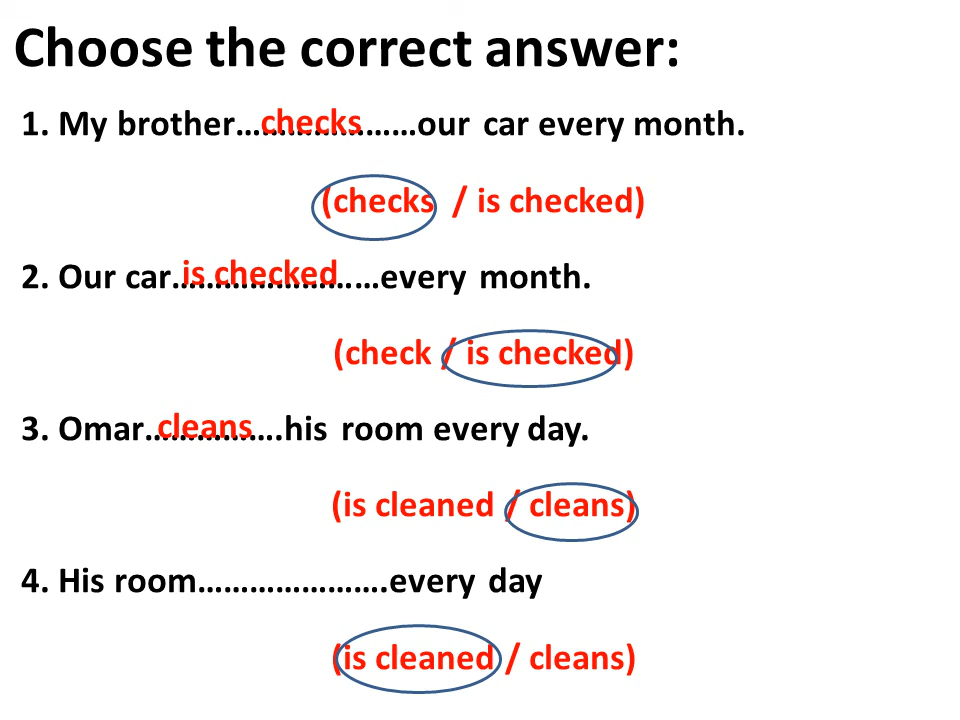 Choose the correct answer:
1. My brother…checks……………our car every month.
(checks / is checked)
2. Our car…is checked………………every month.
(check / is checked)
3. Omar…cleans………….his room every day.
(is cleaned / cleans)
4. His room………………….every day
(is cleaned / cleans)